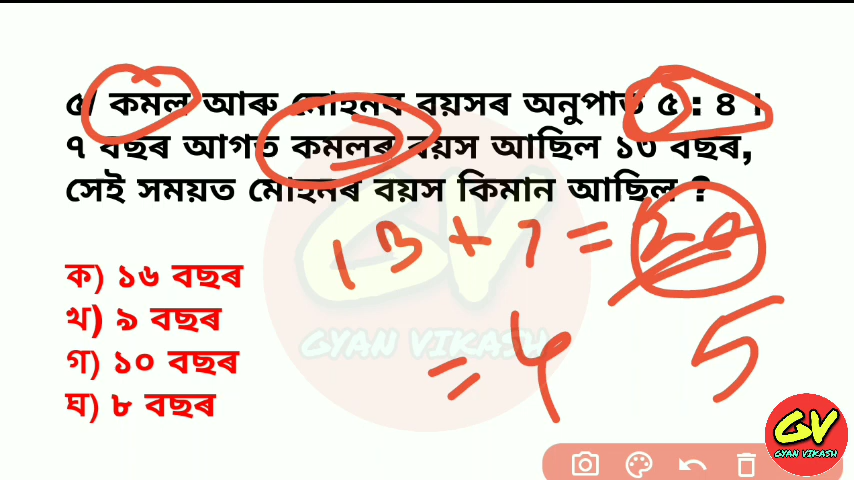 ৫/ কমল আৰু মোহনৰ বয়সৰ অনুপাত ৫ : ৪ ।
৭ বছৰ আগত কমলৰ বয়স আছিল ১৩ বছৰ,
সেই সময়ত মোহনৰ বয়স কিমান আছিল ?
13 + 7 = 20
ক) ১৬ বছৰ
খ) ৯ বছৰ
= 4 5
গ) ১০ বছৰ
ঘ) ৮ বছৰ
GV
GYAN VIKASH
GV
GYAN VIKASH